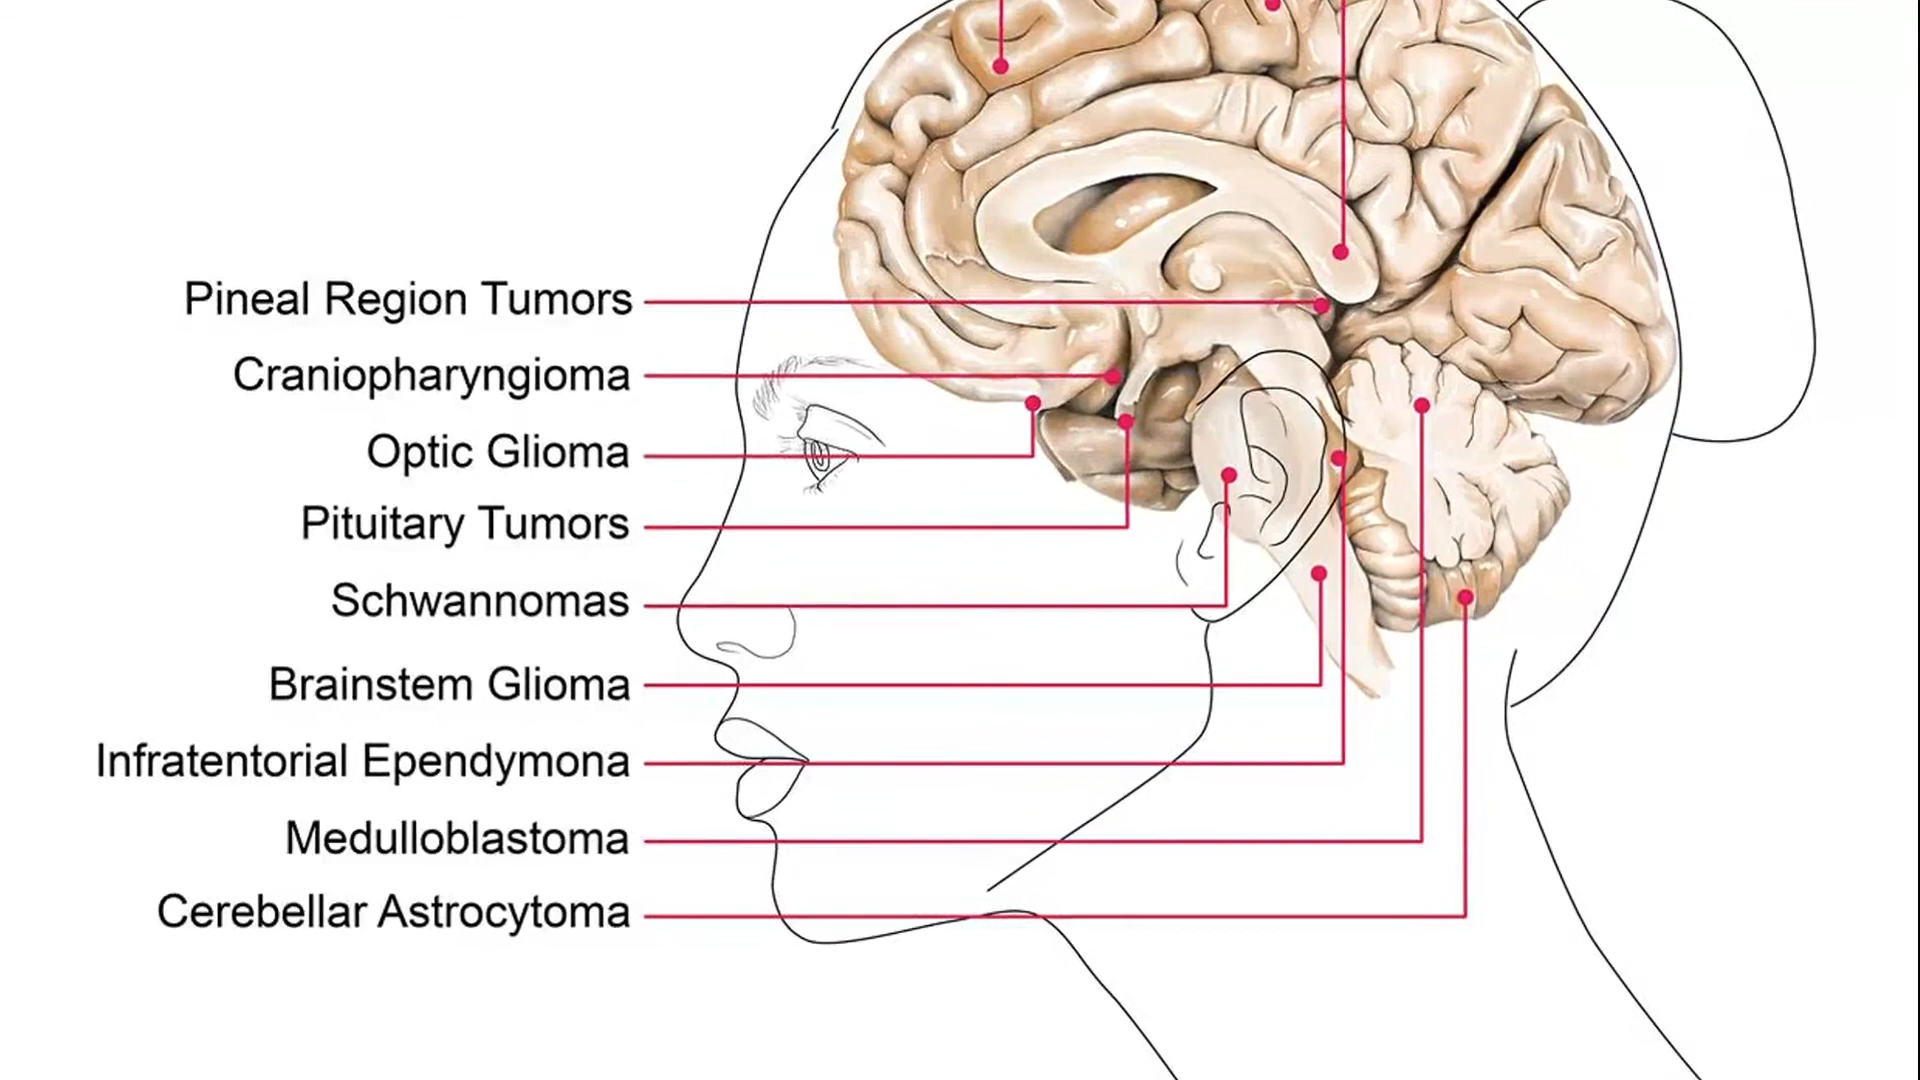 Pineal Region Tumors
Craniopharyngioma
Optic Glioma
Pituitary Tumors
Schwannomas
Brainstem Glioma
Infratentorial Ependymona
Medulloblastoma
Cerebellar Astrocytoma